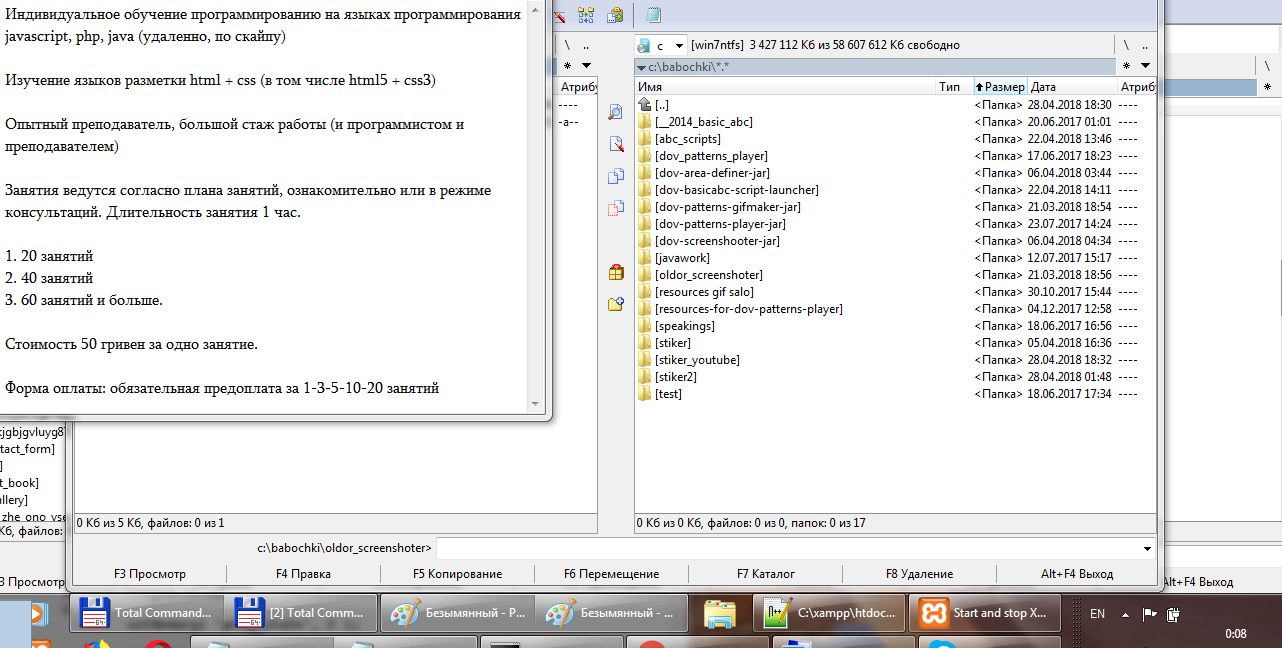 Индивидуальное обучение программированию на языках программирования
javascript, php, java (удаленно, по скайпу)
Изучение языков разметки html + css (в том числе html5 + css3)
Опытный преподаватель, большой стаж работы (и программистом и
преподавателем)
Занятия ведутся согласно плана занятий, ознакомительно или в режиме
консультаций. Длительность занятия 1 час.
1. 20 занятий
2. 40 занятий
3. 60 занятий и больше.
Стоимость 50 гривен за одно занятие.
Форма оплаты: обязательная предоплата за 1-3-5-10-20 занятий
\ ..
* 
Атрибу
----
-a--
c [win7ntfs] 3 427 112 Кб из 58 607 612 Кб свободно \ ..
c:\babochki\*.* *
Имя Тип Размер Дата Атрибу
[..] <Папка> 28.04.2018 18:30 ----
[__2014_basic_abc] <Папка> 20.06.2017 01:01 ----
[abc_scripts] <Папка> 22.04.2018 13:46 ----
[dov_patterns_player] <Папка> 17.06.2017 18:23 ----
[dov-area-definer-jar] <Папка> 06.04.2018 03:44 ----
[dov-basicabc-script-launcher] <Папка> 22.04.2018 14:11 ----
[dov-patterns-gifmaker-jar] <Папка> 21.03.2018 18:54 ----
[dov-patterns-player-jar] <Папка> 23.07.2017 14:24 ----
[dov-screenshooter-jar] <Папка> 06.04.2018 04:34 ----
[javawork] <Папка> 12.07.2017 15:17 ----
[oldor_screenshoter] <Папка> 21.03.2018 18:56 ----
[resources gif salo] <Папка> 30.10.2017 15:44 ----
[resources-for-dov-patterns-player] <Папка> 04.12.2017 12:58 ----
[speakings] <Папка> 18.06.2017 16:56 ----
[stiker] <Папка> 05.04.2018 16:36 ----
[stiker_youtube] <Папка> 28.04.2018 18:32 ----
[stiker2] <Папка> 28.04.2018 01:48 ----
[test] <Папка> 18.06.2017 17:34 ----
\
*
tact_form]
t_book]
llery]
Кб, файлов:
0 Кб из 5 Кб, файлов: 0 из 1
0 Кб из 0 Кб, файлов: 0 из 0, папок: 0 из 17
c:\babochki\oldor_screenshoter>
3 Просмотр
F3 Просмотр F4 Правка F5 Копирование F6 Перемещение F7 Каталог F8 Удаление Alt+F4 Выход
Alt+F4 Выход
Total Command... [2] Total Comm... Безымянный - P... Безымянный - ... C:\xampp\htdoc... Start and stop X... EN
0:08